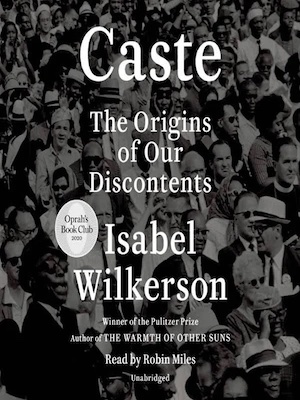 Caste
The Origins
of Our
Discontents
Oprah's
Book Club
2020
Isabel
Wilkerson
Winner of the Pulitzer Prize
Author of THE WARMTH OF OTHER SUNS
Read by Robin Miles
Unabridged